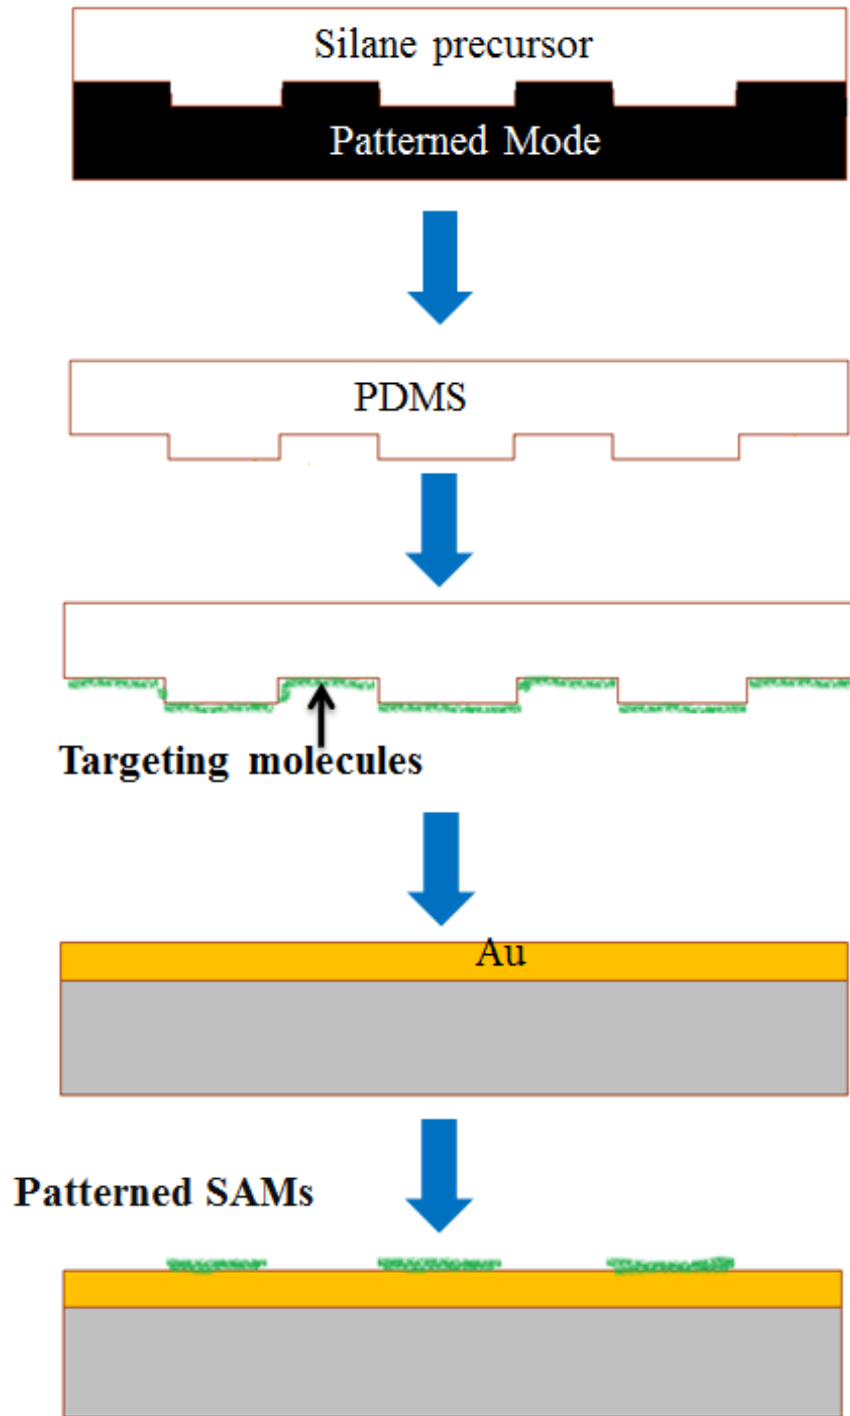 Silane precursor
Patterned Mode
PDMS
Targeting molecules
Au
Patterned SAMs